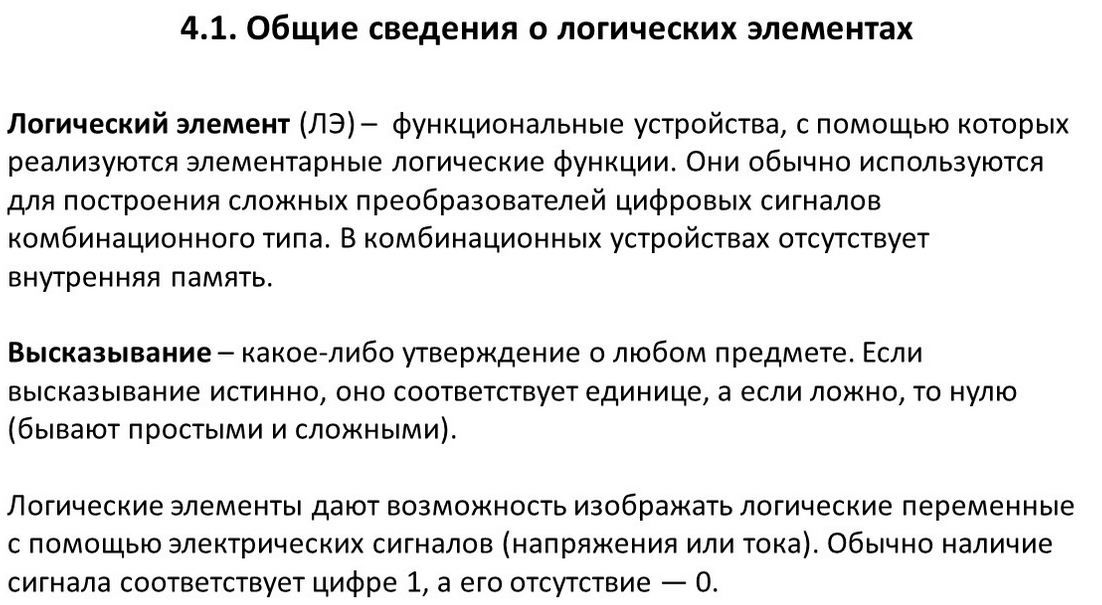 4.1. Общие сведения о логических элементах
Логический элемент (ЛЭ) – функциональные устройства, с помощью которых
реализуются элементарные логические функции. Они обычно используются
для построения сложных преобразователей цифровых сигналов
комбинационного типа. В комбинационных устройствах отсутствует
внутренняя память.
Высказывание – какое-либо утверждение о любом предмете. Если
высказывание истинно, оно соответствует единице, а если ложно, то нулю
(бывают простыми и сложными).
Логические элементы дают возможность изображать логические переменные
с помощью электрических сигналов (напряжения или тока). Обычно наличие
сигнала соответствует цифре 1, а его отсутствие — 0.